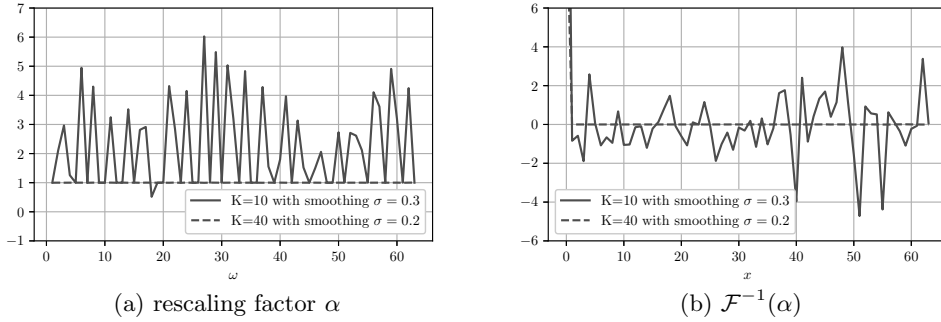 7
6
5
4
3
2
1
0
−1
0 10 20 30 40 50 60
ω
K=10 with smoothing σ = 0.3
K=40 with smoothing σ = 0.2
(a) rescaling factor α
6
4
2
0
−2
−4
−6
0 10 20 30 40 50 60
x
K=10 with smoothing σ = 0.3
K=40 with smoothing σ = 0.2
(b) ℱ⁻¹(α)